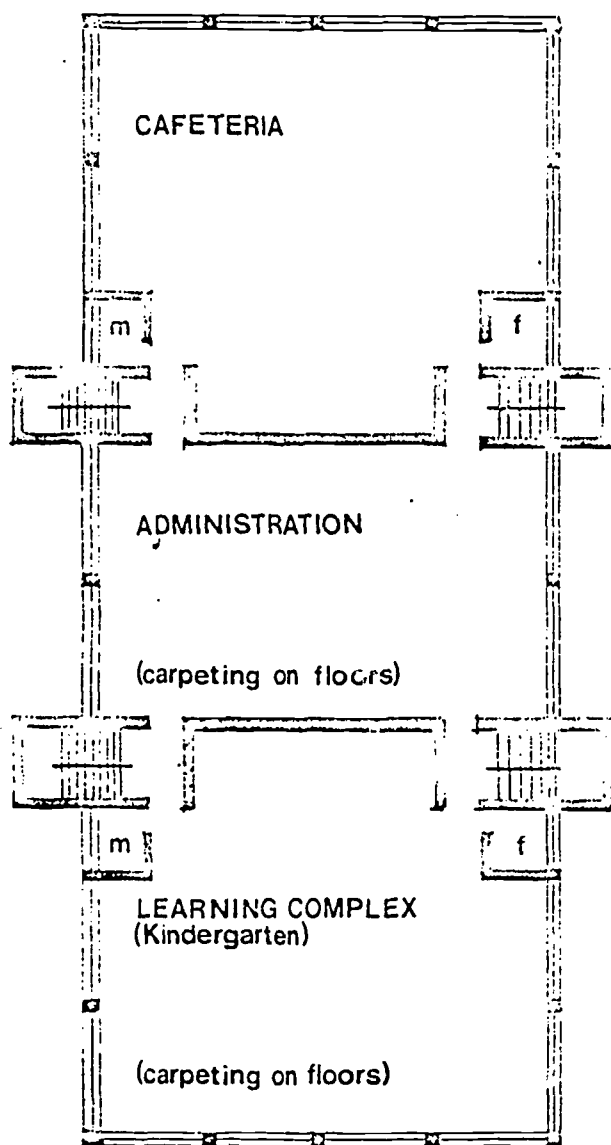 CAFETERIA
m
f
ADMINISTRATION
(carpeting on floors)
m
f
LEARNING COMPLEX
(Kindergarten)
(carpeting on floors)